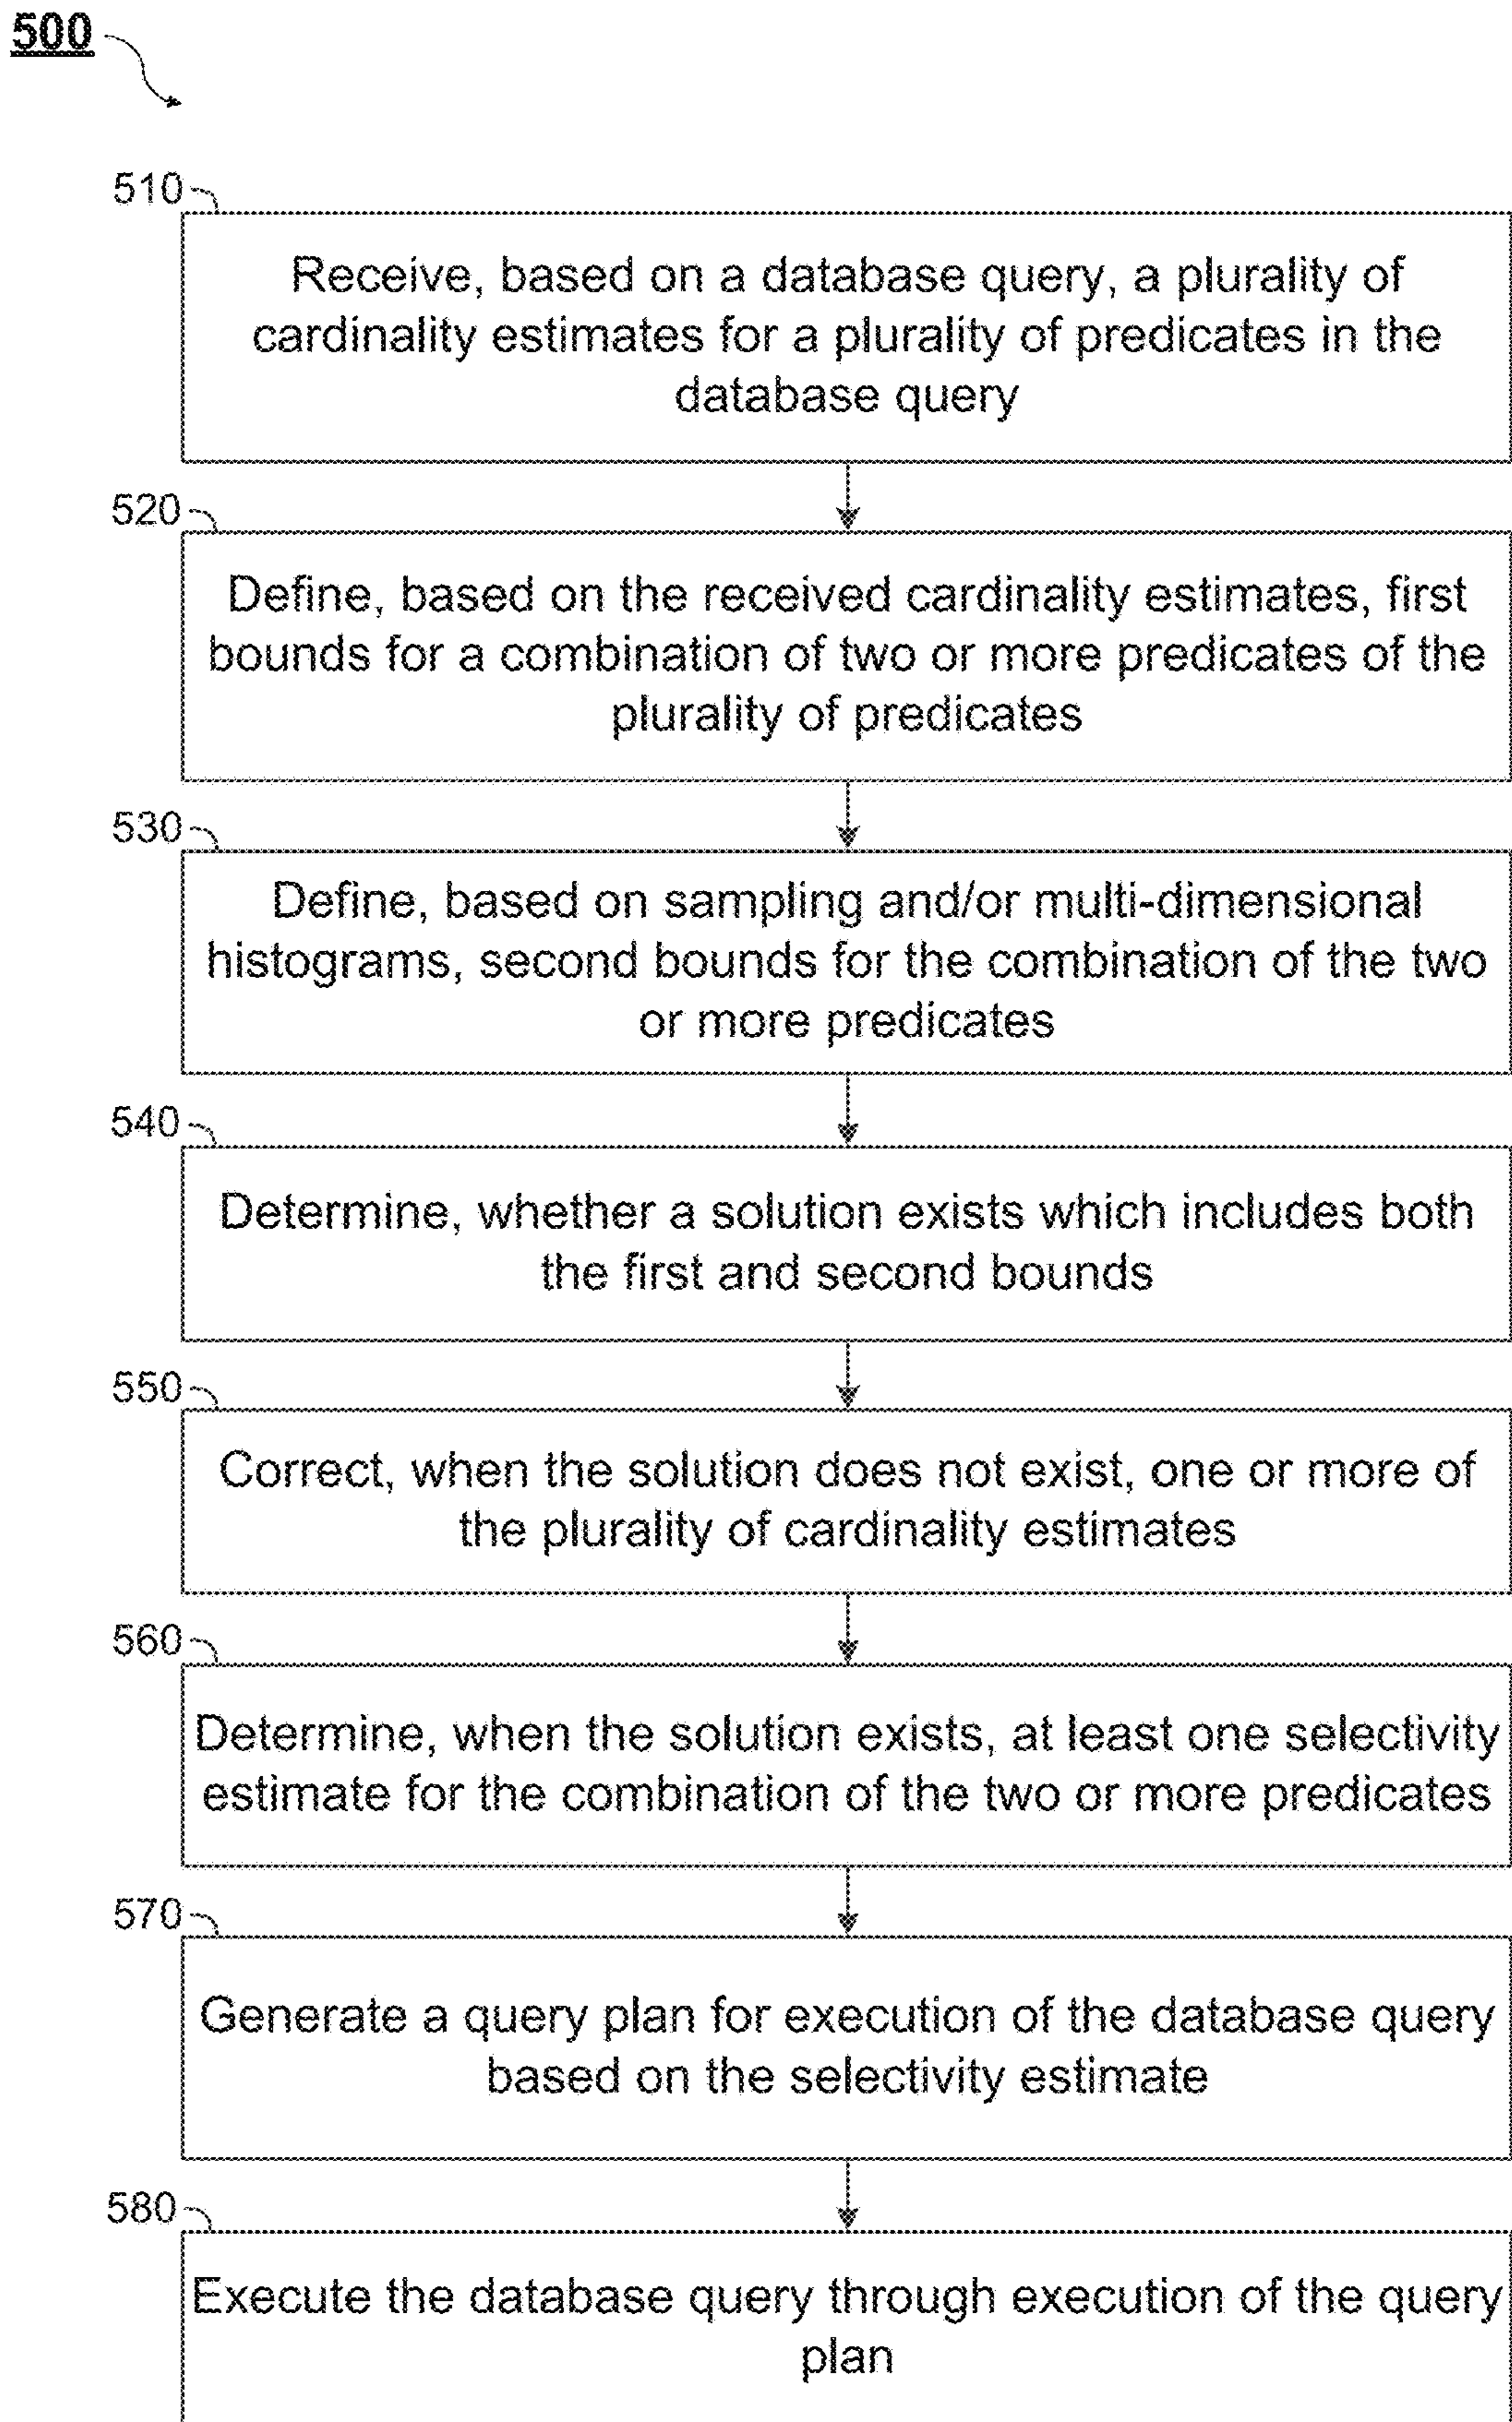 500
510
Receive, based on a database query, a plurality of
cardinality estimates for a plurality of predicates in the
database query
520
Define, based on the received cardinality estimates, first
bounds for a combination of two or more predicates of the
plurality of predicates
530
Define, based on sampling and/or multi-dimensional
histograms, second bounds for the combination of the two
or more predicates
540
Determine, whether a solution exists which includes both
the first and second bounds
550
Correct, when the solution does not exist, one or more of
the plurality of cardinality estimates
560
Determine, when the solution exists, at least one selectivity
estimate for the combination of the two or more predicates
570
Generate a query plan for execution of the database query
based on the selectivity estimate
580
Execute the database query through execution of the query
plan